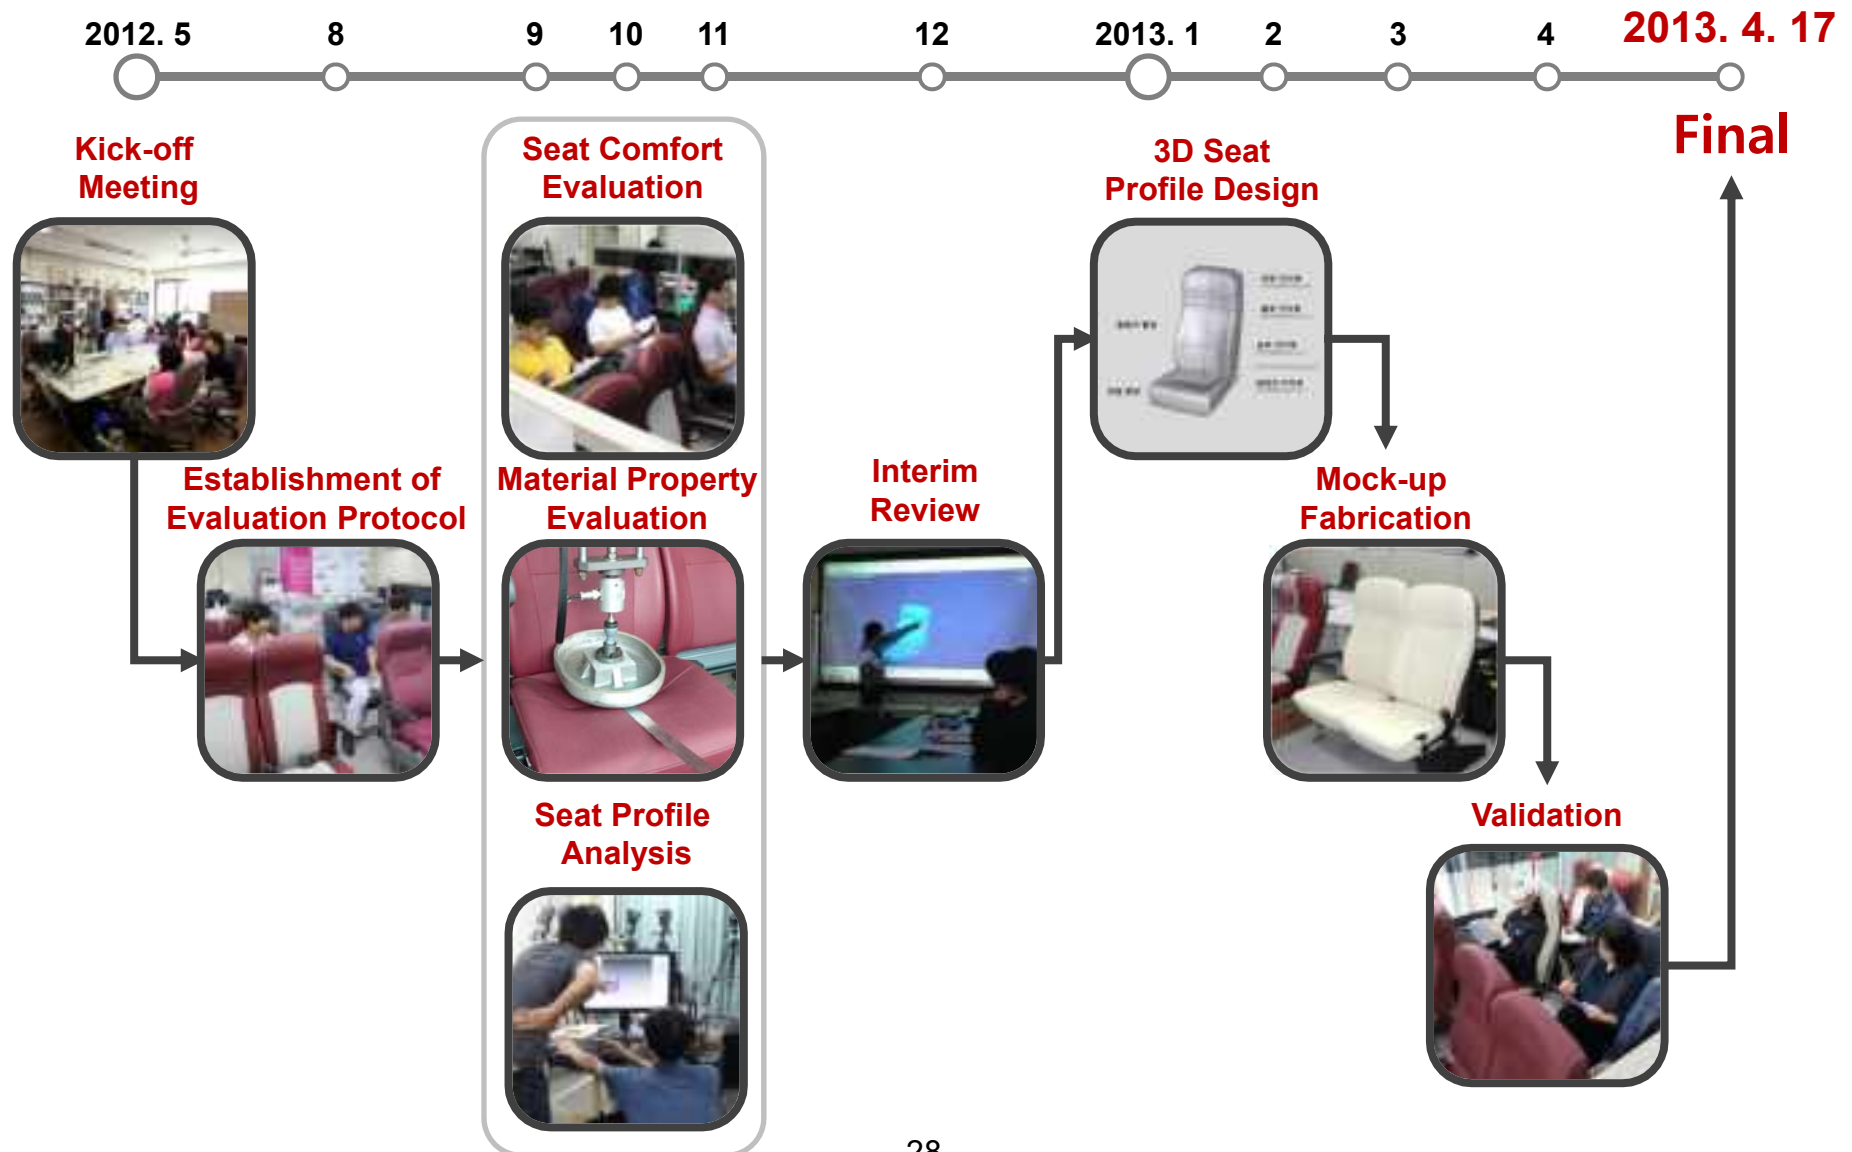 2012. 5
8
9
10
11
12
2013. 1
2
3
4
2013. 4. 17
Kick-off
Meeting
Seat Comfort
Evaluation
3D Seat
Profile Design
Final
Establishment of
Evaluation Protocol
Material Property
Evaluation
Interim
Review
Mock-up
Fabrication
Seat Profile
Analysis
Validation
28